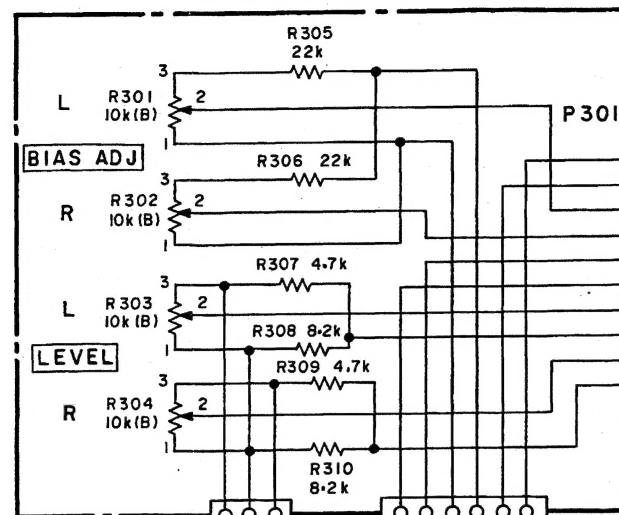 R305
22k
3
L
R301
10k(B)
2
P301
1
BIAS ADJ
R306 22k
3
R302
10k(B)
2
R
1
R307 4.7k
3
L
R303
10k(B)
2
R308 8.2k
1
LEVEL
R309 4.7k
3
R
R304
10k(B)
2
1
R310
8.2k